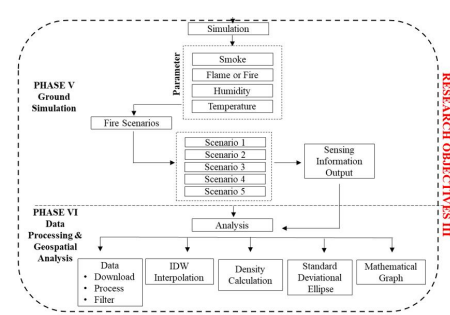 Simulation
PHASE V
Ground
Simulation
Parameter
Smoke
Flame or Fire
Humidity
Temperature
Fire Scenarios
Scenario 1
Scenario 2
Scenario 3
Scenario 4
Scenario 5
Sensing
Information
Output
RESEARCH OBJECTIVES III
PHASE VI
Data
Processing &
Geospatial
Analysis
Analysis
Data
• Download
• Process
• Filter
IDW
Interpolation
Density
Calculation
Standard
Deviational
Ellipse
Mathematical
Graph